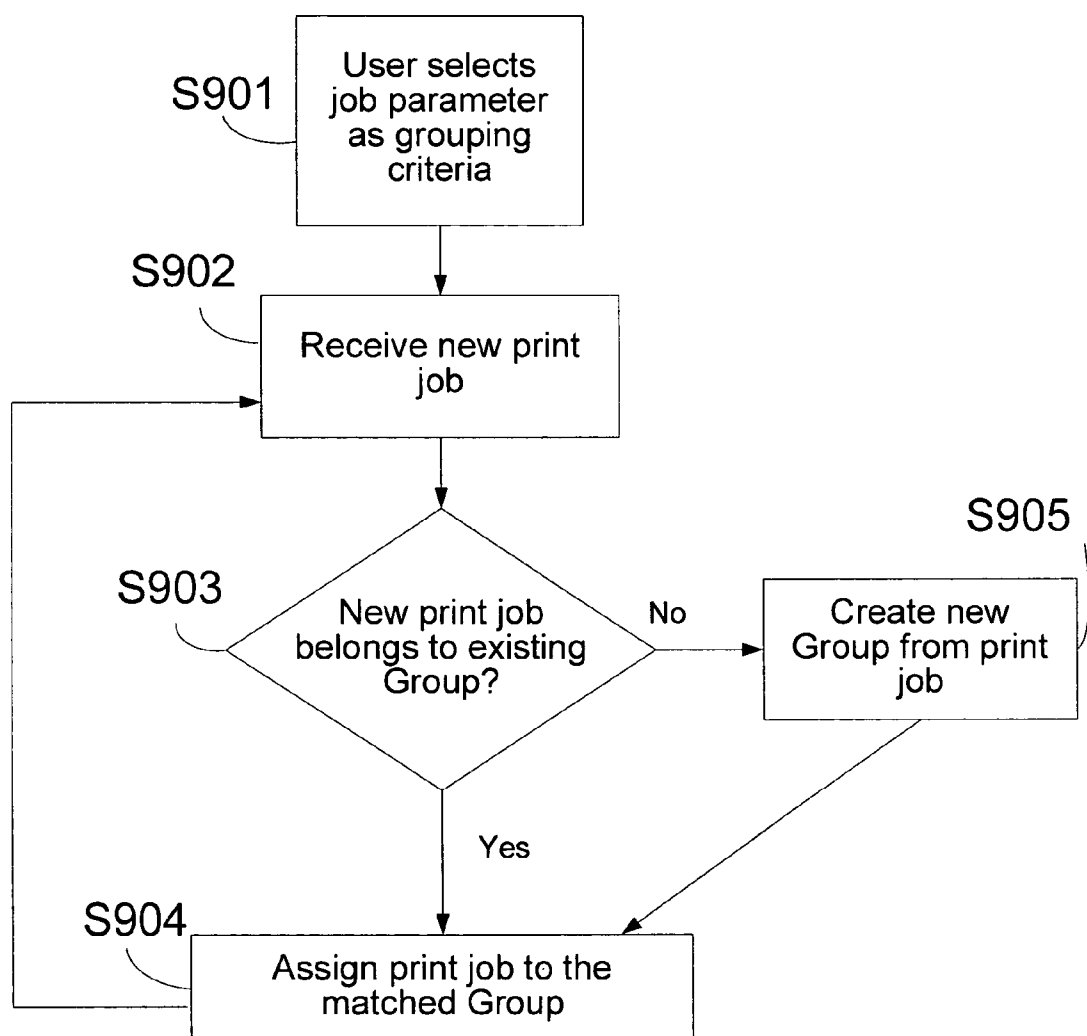 S901
User selects
job parameter
as grouping
criteria
S902
Receive new print
job
S903
New print job
belongs to existing
Group?
No
S905
Create new
Group from print
job
Yes
S904
Assign print job to the
matched Group